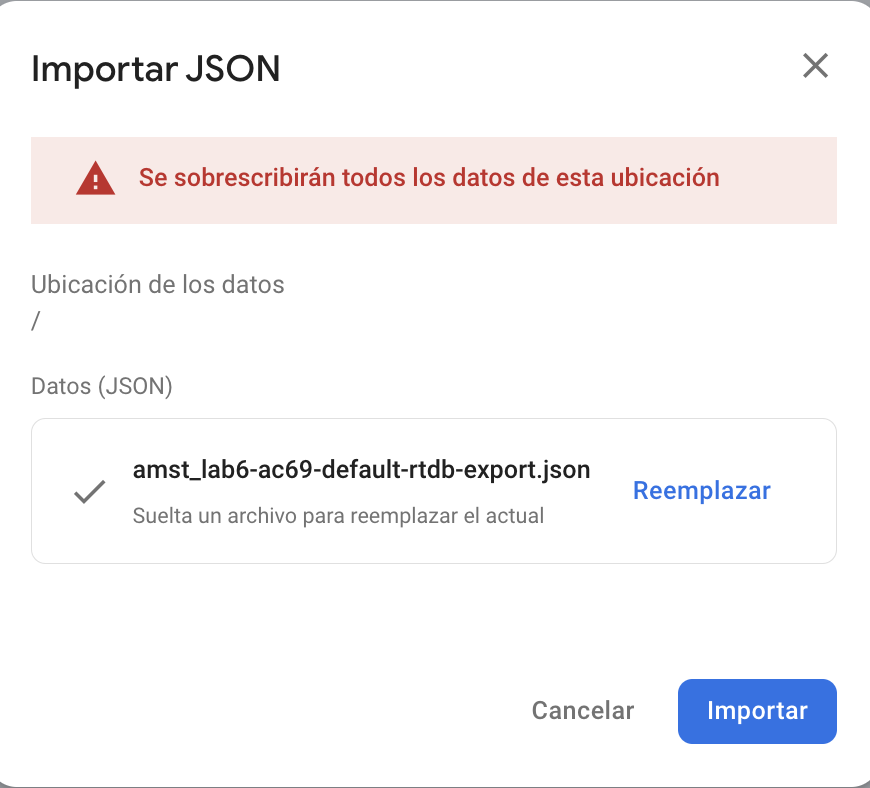 Importar JSON
Se sobrescribirán todos los datos de esta ubicación
Ubicación de los datos
/
Datos (JSON)
amst_lab6-ac69-default-rtdb-export.json
Reemplazar
Suelta un archivo para reemplazar el actual
Cancelar
Importar